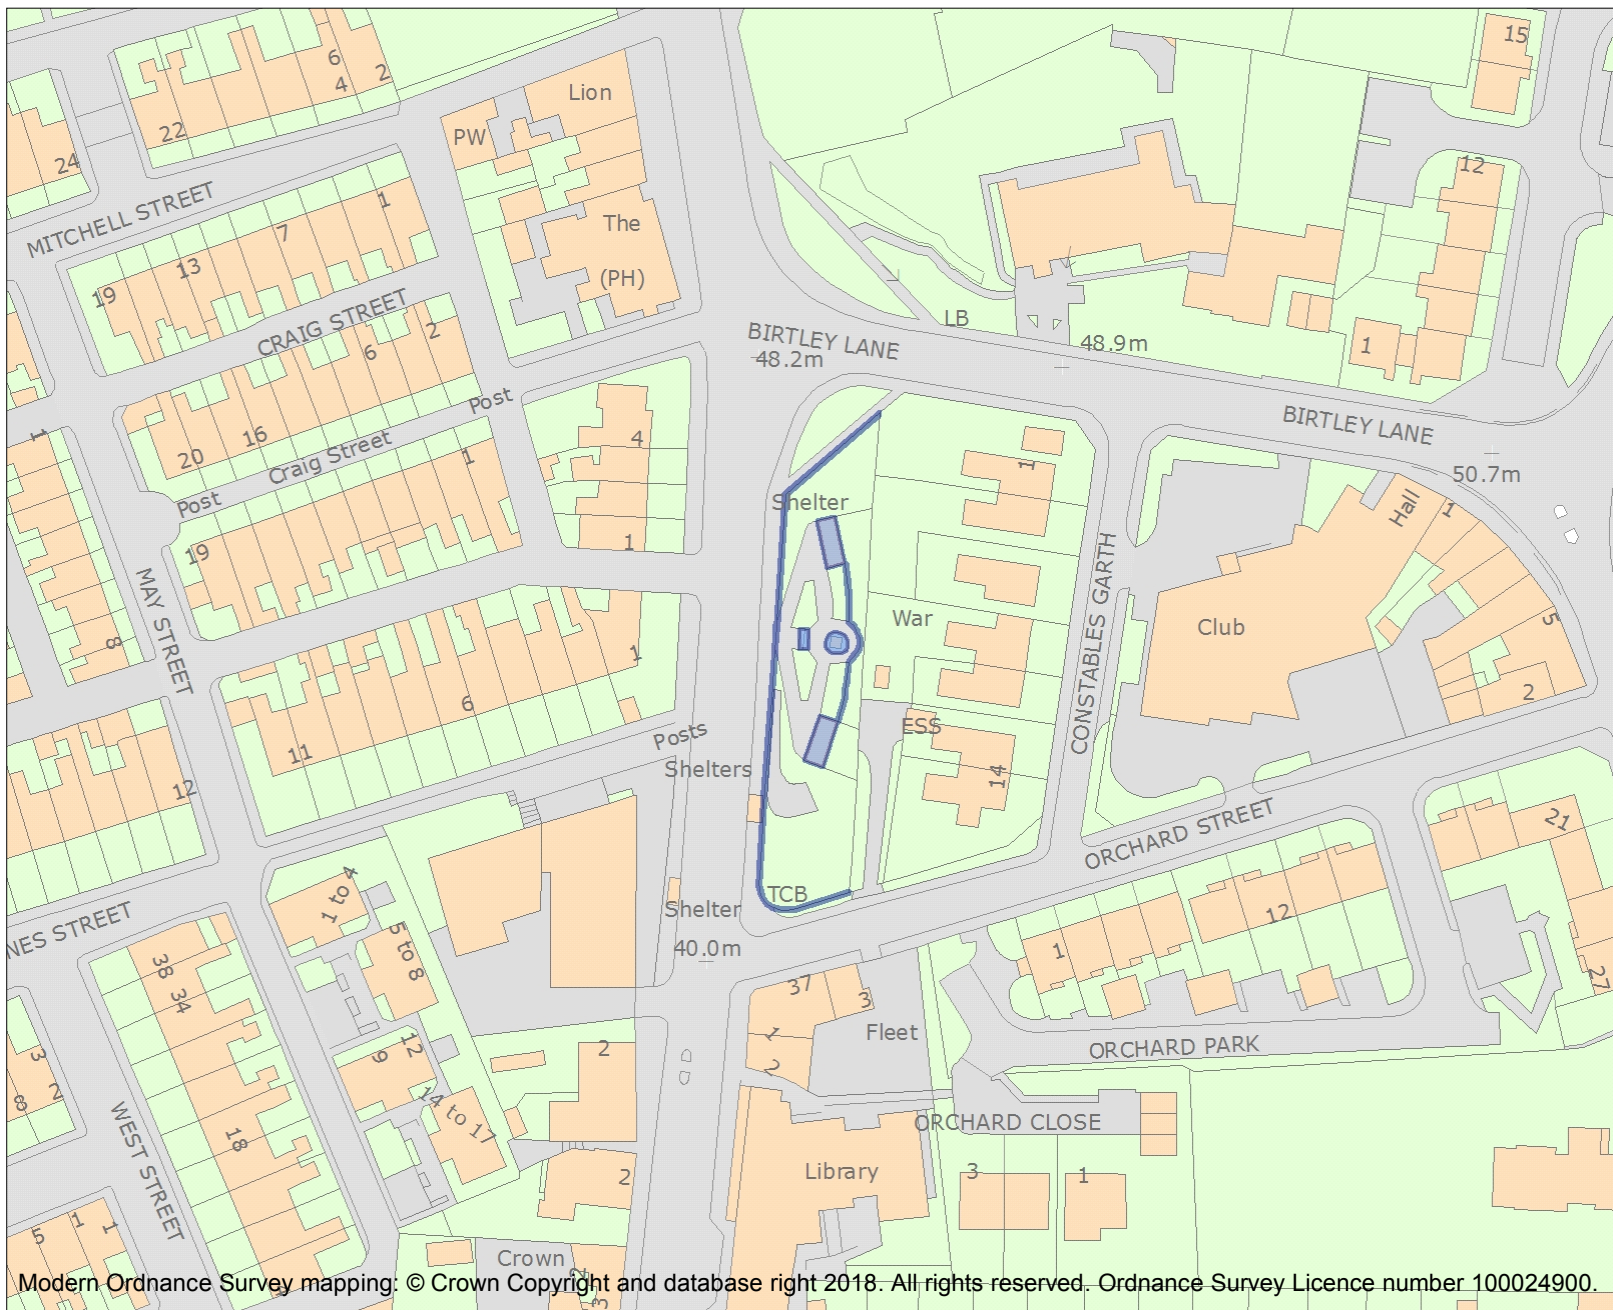 15
6
4
2
Lion
PW
22
24
12
MITCHELL STREET
1
7
13
19
The
(PH)
LB
CRAIG STREET
2
6
BIRTLEY LANE
48.2m
48.9m
1
Post
BIRTLEY LANE
4
1
16
20
Craig Street
1
1
50.7m
Post
Shelter
Hall
1
19
1
MAY STREET
CONSTABLES GARTH
War
Club
5
8
1
6
2
ESS
11
Posts
Shelters
14
12
ORCHARD STREET
21
1 to 4
TCB
Shelter
12
NES STREET
5 to 8
40.0m
1
38
34
37
3
27
Fleet
1
2
ORCHARD PARK
3
2
8
9
12
2
14 to 17
ORCHARD CLOSE
WEST STREET
18
Library
3
1
2
5
1
1
Crown
2
3
Modern Ordnance Survey mapping: © Crown Copyright and database right 2018. All rights reserved. Ordnance Survey Licence number 100024900.